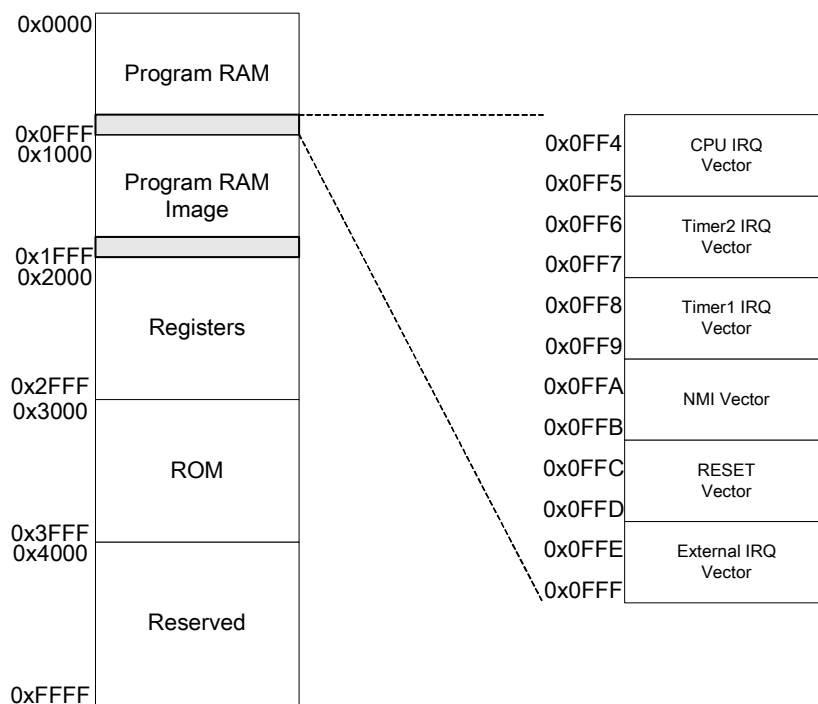 0x0000
Program RAM
0x0FFF
0x1000
Program RAM
Image
0x1FFF
0x2000
Registers
0x2FFF
0x3000
ROM
0x3FFF
0x4000
Reserved
0xFFFF
0x0FF4
CPU IRQ
Vector
0x0FF5
0x0FF6
Timer2 IRQ
Vector
0x0FF7
0x0FF8
Timer1 IRQ
Vector
0x0FF9
0x0FFA
NMI Vector
0x0FFB
0x0FFC
RESET
Vector
0x0FFD
0x0FFE
External IRQ
Vector
0x0FFF